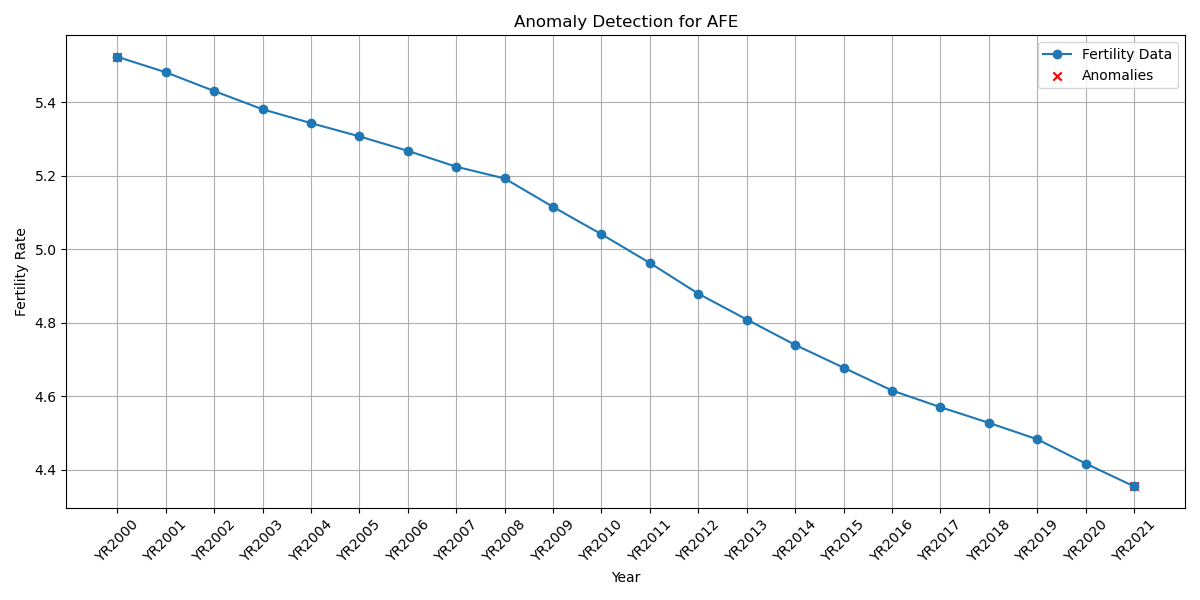 Anomaly Detection for AFE
Fertility Data
Anomalies
Fertility Rate
5.4
5.2
5.0
4.8
4.6
4.4
YR2000
YR2001
YR2002
YR2003
YR2004
YR2005
YR2006
YR2007
YR2008
YR2009
YR2010
YR2011
YR2012
YR2013
YR2014
YR2015
YR2016
YR2017
YR2018
YR2019
YR2020
YR2021
Year